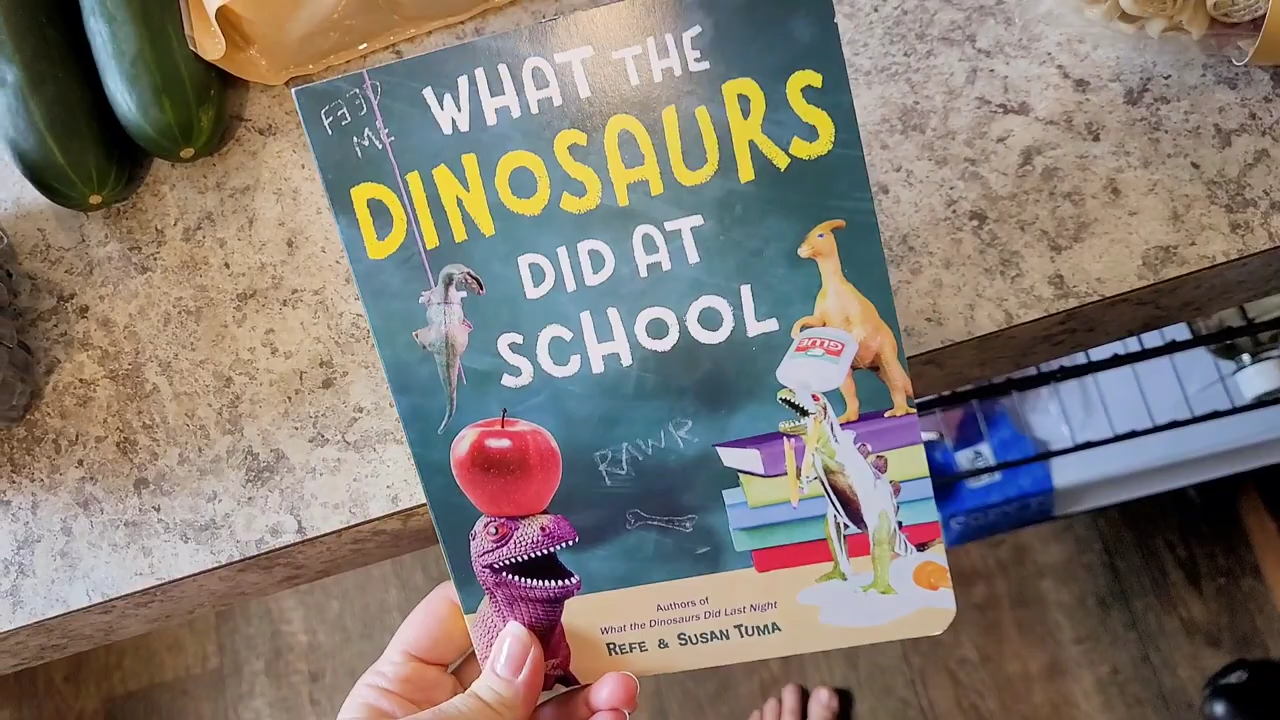 WHAT THE
DINOSAURS
DID AT
SCHOOL
FEED
ME
GLUE
RAWR
Authors of
What the Dinosaurs Did Last Night
REFE & SUSAN TUMA